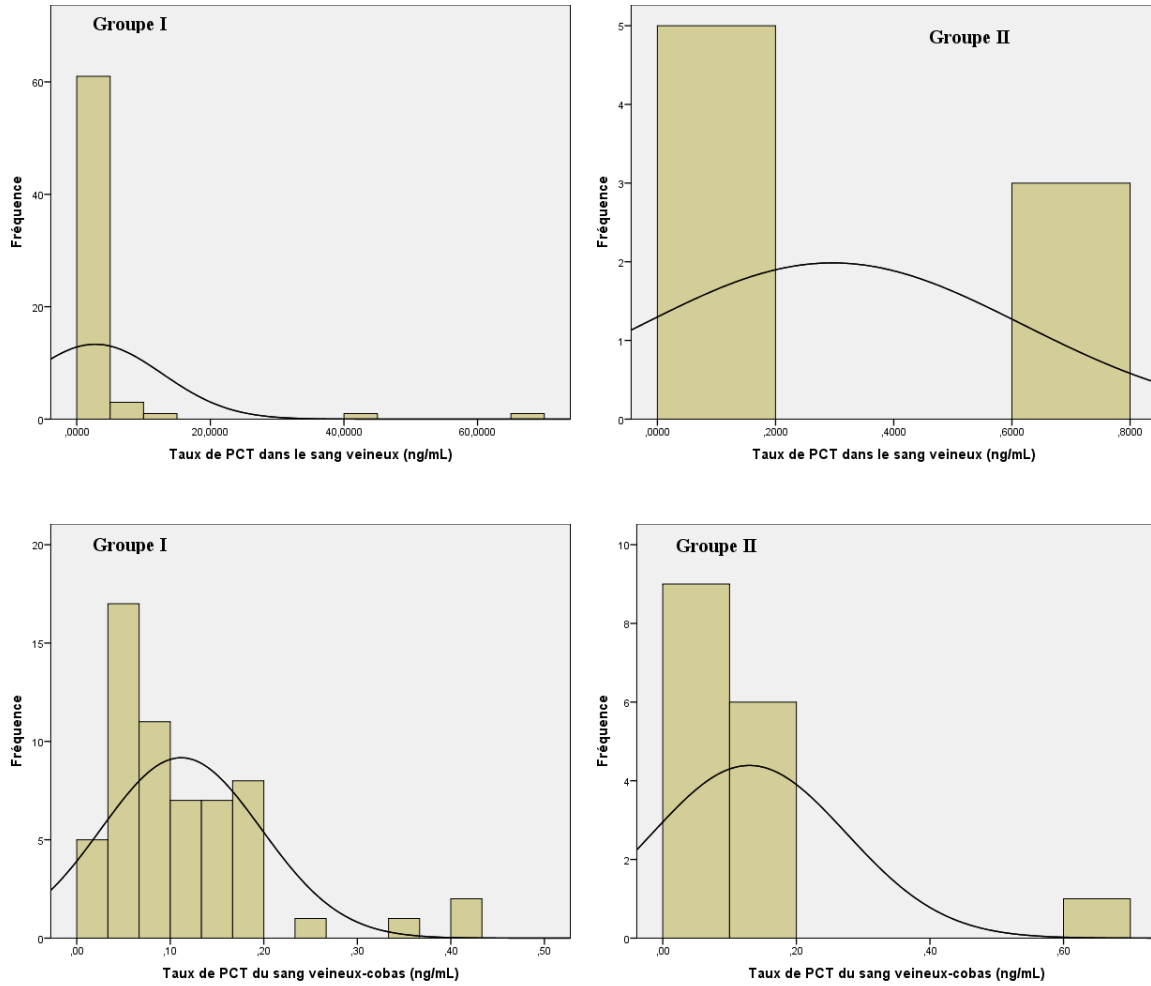 Groupe I
Fréquence
60
40
20
0
,0000 20,0000 40,0000 60,0000
Taux de PCT dans le sang veineux (ng/mL)
Groupe II
Fréquence
5
4
3
2
1
0
,0000 ,2000 ,4000 ,6000 ,8000
Taux de PCT dans le sang veineux (ng/mL)
Groupe I
Fréquence
20
15
10
5
0
,00 ,10 ,20 ,30 ,40 ,50
Taux de PCT du sang veineux-cobas (ng/mL)
Groupe II
Fréquence
10
8
6
4
2
0
,00 ,20 ,40 ,60
Taux de PCT du sang veineux-cobas (ng/mL)